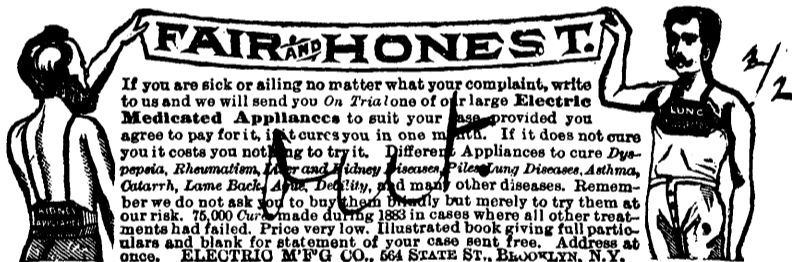 FAIR AND HONEST.
If you are sick or ailing no matter what your complaint, write
to us and we will send you On Trial one of our large Electric
Medicated Appliances to suit your case provided you
agree to pay for it, if it cures you in one month. If it does not cure
you it costs you nothing to try it. Different Appliances to cure Dys-
pepsia, Rheumatism, Liver and Kidney Diseases, Piles, Lung Diseases, Asthma,
Catarrh, Lame Back, Ague, Debility, and many other diseases. Remem-
ber we do not ask you to buy them blindly but merely to try them at
our risk. 75,000 Cures made during 1883 in cases where all other treat-
ments had failed. Price very low. Illustrated book giving full partic-
ulars and blank for statement of your case sent free. Address at
once. ELECTRIC M'F'G CO., 564 STATE ST., BROOKLYN, N.Y.
LUNG
3/2